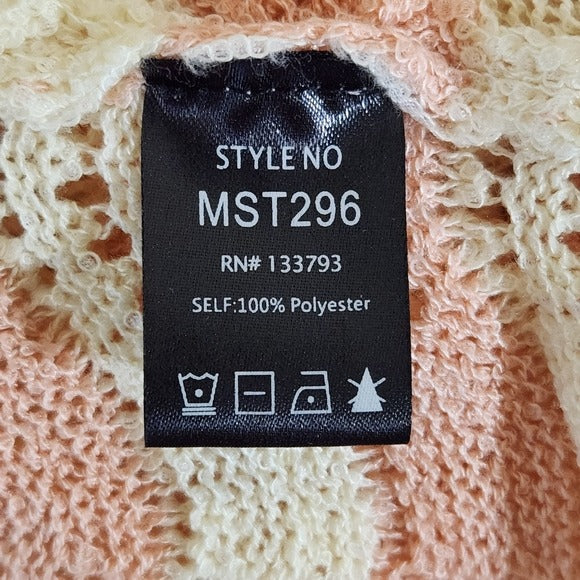 STYLE NO
MST296
RN# 133793
SELF:100% Polyester